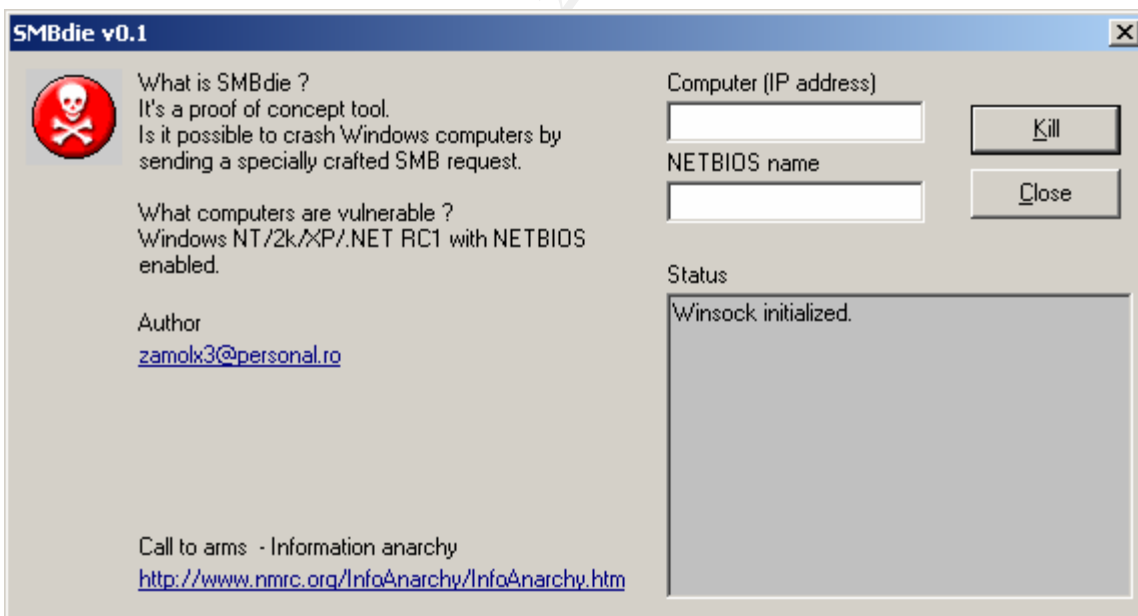 SMBdie v0.1
What is SMBdie ?
It's a proof of concept tool.
Is it possible to crash Windows computers by
sending a specially crafted SMB request.
What computers are vulnerable ?
Windows NT/2k/XP/.NET RC1 with NETBIOS
enabled.
Author
zamolx3@personal.ro
Call to arms - Information anarchy
http://www.nmrc.org/InfoAnarchy/InfoAnarchy.htm
Computer (IP address)
Kill
NETBIOS name
Close
Status
Winsock initialized.